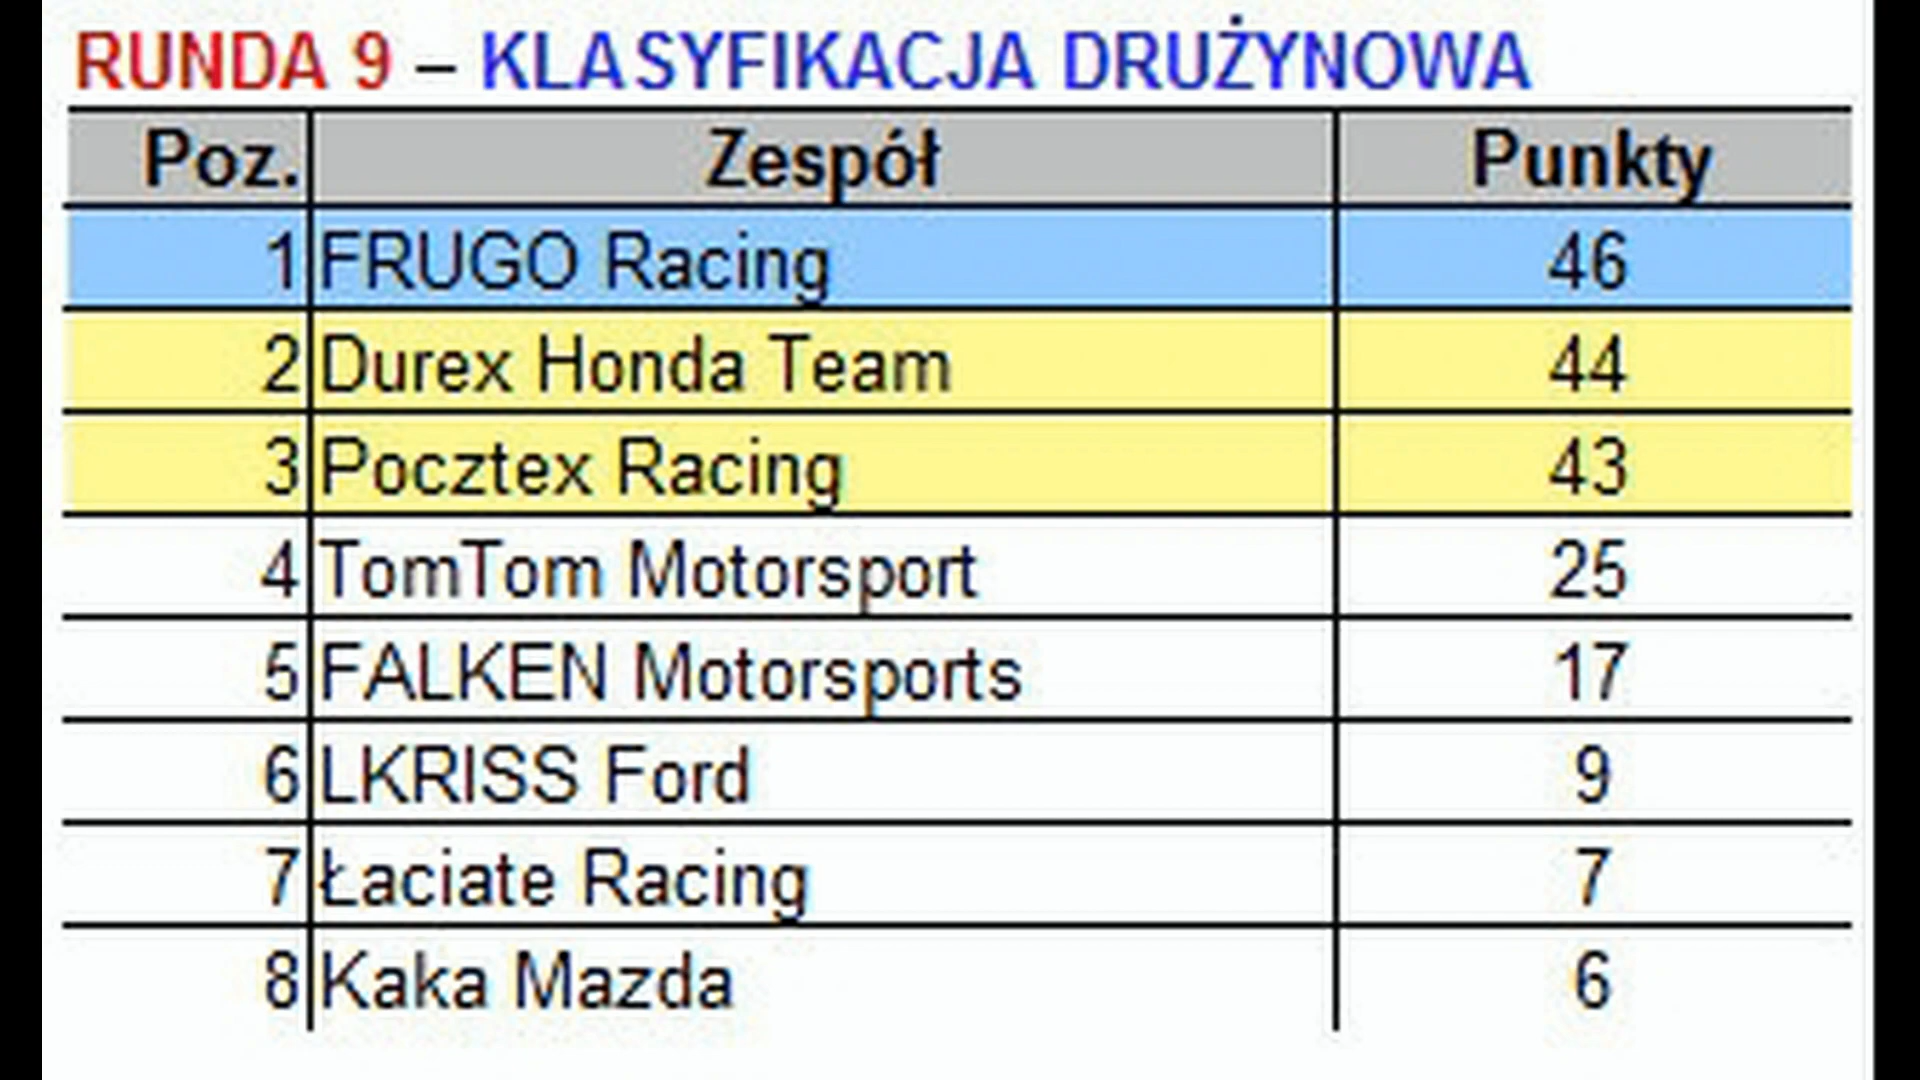 RUNDA 9 – KLASYFIKACJA DRUŻYNOWA
Poz. Zespół Punkty
1 FRUGO Racing 46
2 Durex Honda Team 44
3 Pocztex Racing 43
4 TomTom Motorsport 25
5 FALKEN Motorsports 17
6 LKRISS Ford 9
7 Łaciate Racing 7
8 Kaka Mazda 6